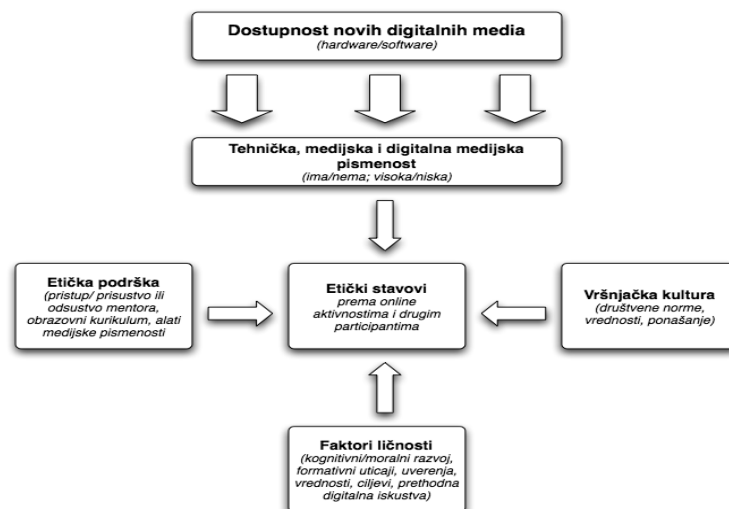 Dostupnost novih digitalnih media
(hardware/software)
Tehnička, medijska i digitalna medijska
pismenost
(ima/nema; visoka/niska)
Etička podrška
(pristup/ prisustvo ili
odsustvo mentora,
obrazovni kurikulum, alati
medijske pismenosti
Etički stavovi
prema online
aktivnostima i drugim
participantima
Vršnjačka kultura
(društvene norme,
vrednosti, ponašanje)
Faktori ličnosti
(kognitivni/moralni razvoj,
formativni uticaji, uverenja,
vrednosti, ciljevi, prethodna
digitalna iskustva)